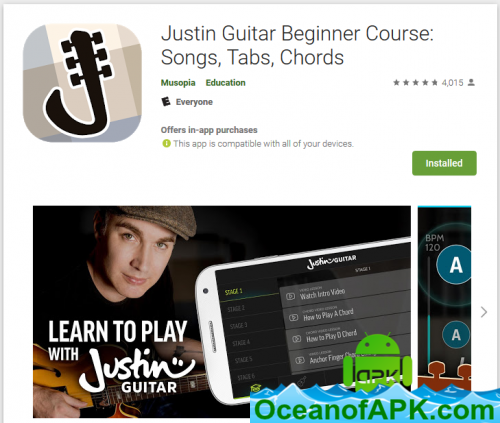 Justin Guitar Beginner Course:
Songs, Tabs, Chords
Musopia Education
4,015
E Everyone
Offers in-app purchases
This app is compatible with all of your devices.
Installed
LEARN TO PLAY
WITH Justin
GUITAR
Justin GUITAR
STAGE 1
STAGE 2
STAGE 3
STAGE 4
STAGE 5
STAGE 6
Watch Intro Video
How to Play A Chord
How to Play D Chord
Anchor Finger Chor
BPM
120
A
A
APK
OceanofAPK.com